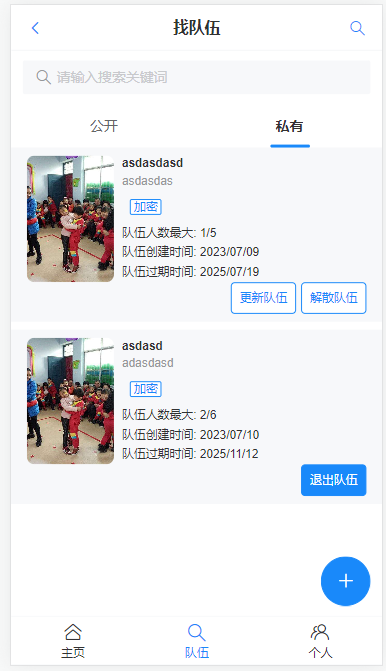 找队伍
请输入搜索关键词
公开
私有
asdasdasd
asdasdas
加密
队伍人数最大: 1/5
队伍创建时间: 2023/07/09
队伍过期时间: 2025/07/19
更新队伍
解散队伍
asdasd
adasdasd
加密
队伍人数最大: 2/6
队伍创建时间: 2023/07/10
队伍过期时间: 2025/11/12
退出队伍
主页
队伍
个人